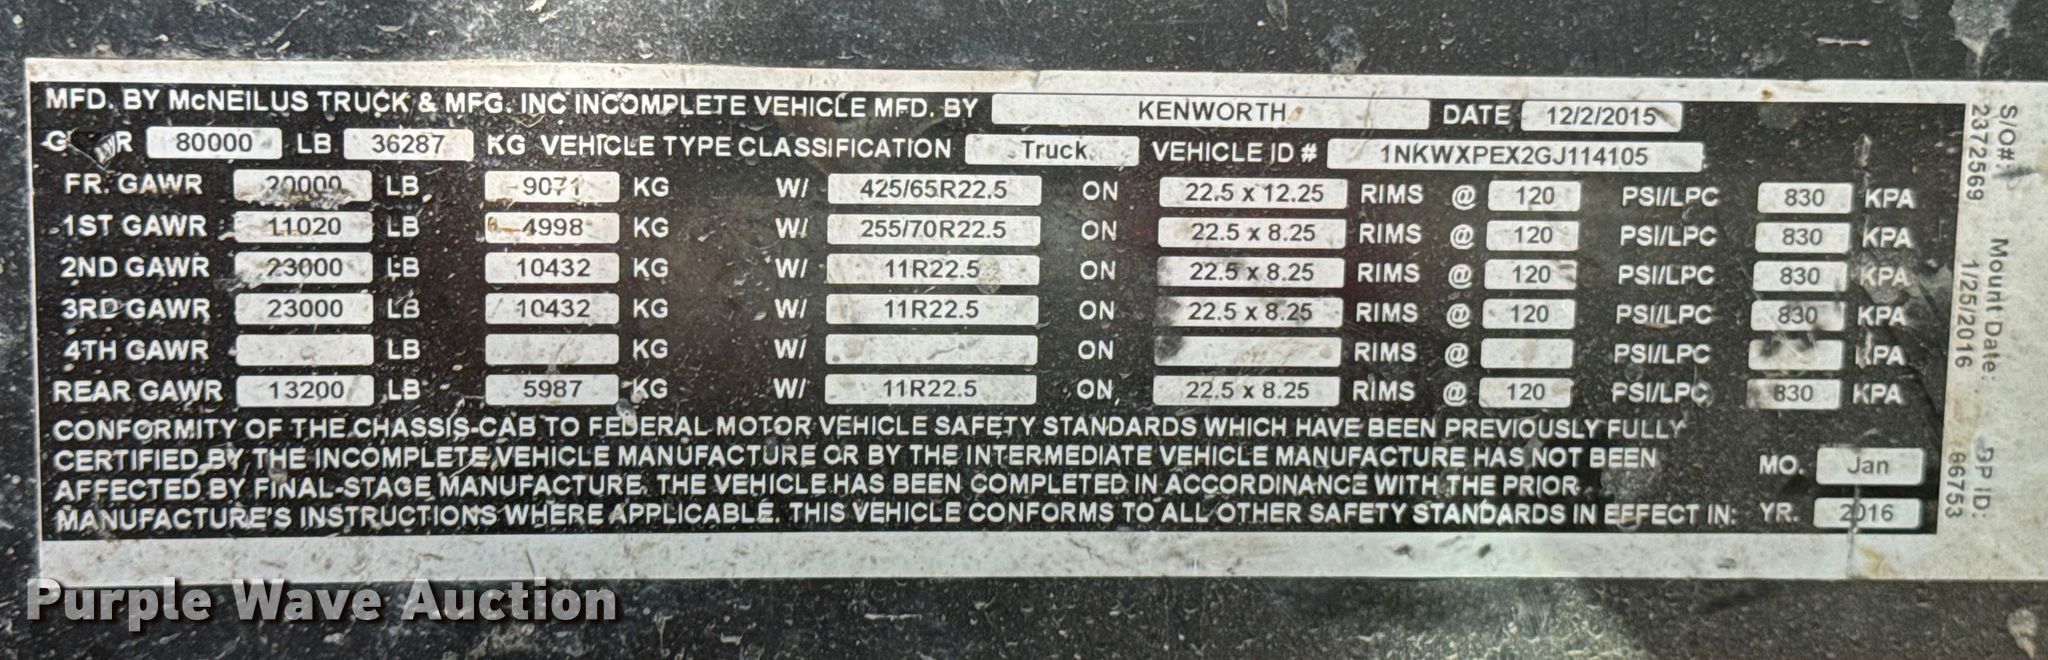 MFD. BY McNEILUS TRUCK & MFG. INC INCOMPLETE VEHICLE MFD. BY KENWORTH DATE 12/2/2015
GVWR 80000 LB 36287 KG VEHICLE TYPE CLASSIFICATION Truck VEHICLE ID # 1NKWXPEX2GJ114105
FR. GAWR 20000 LB 9071 KG W/ 425/65R22.5 ON 22.5 x 12.25 RIMS @ 120 PSI/LPC 830 KPA
1ST GAWR 11020 LB 4998 KG W/ 255/70R22.5 ON 22.5 x 8.25 RIMS @ 120 PSI/LPC 830 KPA
2ND GAWR 23000 LB 10432 KG W/ 11R22.5 ON 22.5 x 8.25 RIMS @ 120 PSI/LPC 830 KPA
3RD GAWR 23000 LB 10432 KG W/ 11R22.5 ON 22.5 x 8.25 RIMS @ 120 PSI/LPC 830 KPA
4TH GAWR LB KG W/ ON RIMS @ PSI/LPC KPA
REAR GAWR 13200 LB 5987 KG W/ 11R22.5 ON 22.5 x 8.25 RIMS @ 120 PSI/LPC 830 KPA
CONFORMITY OF THE CHASSIS-CAB TO FEDERAL MOTOR VEHICLE SAFETY STANDARDS WHICH HAVE BEEN PREVIOUSLY FULLY
CERTIFIED BY THE INCOMPLETE VEHICLE MANUFACTURE OR BY THE INTERMEDIATE VEHICLE MANUFACTURE HAS NOT BEEN
AFFECTED BY FINAL-STAGE MANUFACTURE. THE VEHICLE HAS BEEN COMPLETED IN ACCORDINANCE WITH THE PRIOR
MANUFACTURE'S INSTRUCTIONS WHERE APPLICABLE. THIS VEHICLE CONFORMS TO ALL OTHER SAFETY STANDARDS IN EFFECT IN:
MO. Jan
YR. 2016
S/O#: Mount Date: BP ID:
2372569 1/25/2016 86753
Purple Wave Auction